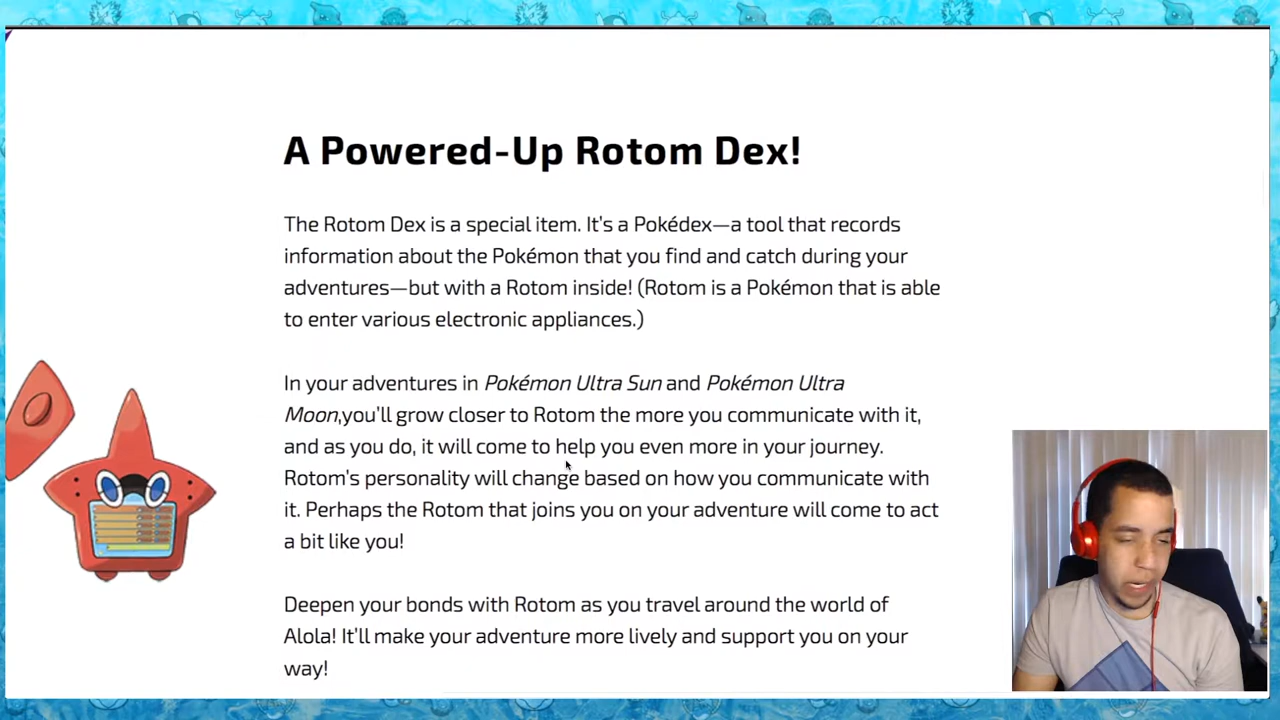 A Powered-Up Rotom Dex!
The Rotom Dex is a special item. It's a Pokédex—a tool that records
information about the Pokémon that you find and catch during your
adventures—but with a Rotom inside! (Rotom is a Pokémon that is able
to enter various electronic appliances.)
In your adventures in Pokémon Ultra Sun and Pokémon Ultra
Moon,you'll grow closer to Rotom the more you communicate with it,
and as you do, it will come to help you even more in your journey.
Rotom's personality will change based on how you communicate with
it. Perhaps the Rotom that joins you on your adventure will come to act
a bit like you!
Deepen your bonds with Rotom as you travel around the world of
Alola! It'll make your adventure more lively and support you on your
way!